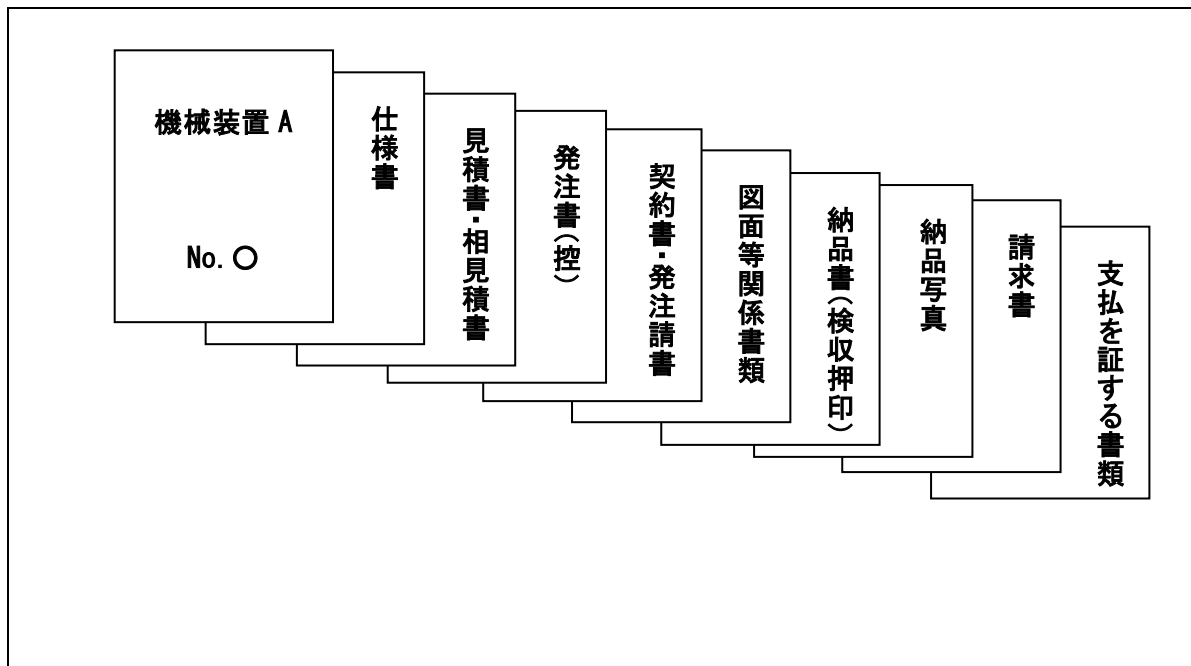 機械装置 A
No. ○
仕様書
見積書・相見積書
発注書(控)
契約書・発注請書
図面等関係書類
納品書(検収押印)
納品写真
請求書
支払を証する書類